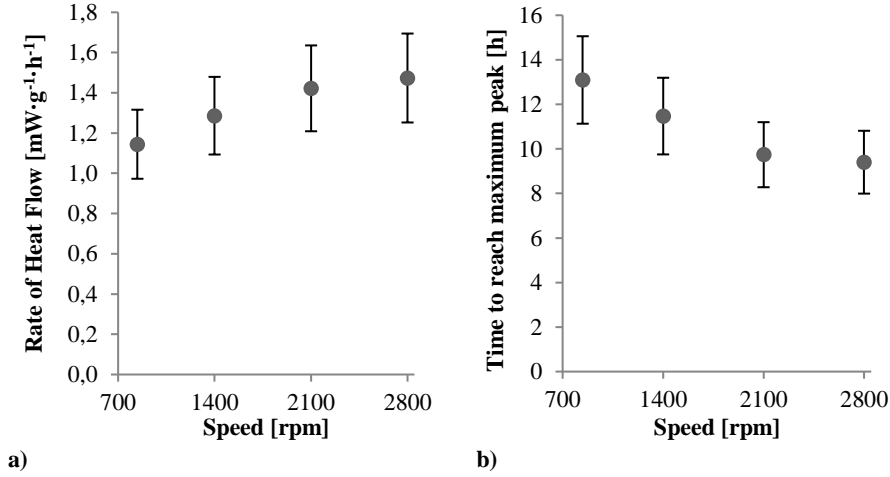 Rate of Heat Flow [mW·g⁻¹·h⁻¹]
1,8
1,6
1,4
1,2
1,0
0,8
0,6
0,4
0,2
0,0
700 1400 2100 2800
Speed [rpm]
a)
Time to reach maximum peak [h]
16
14
12
10
8
6
4
2
0
700 1400 2100 2800
Speed [rpm]
b)